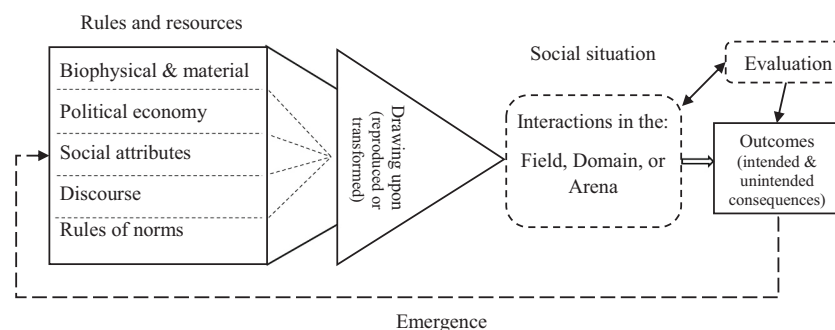 Rules and resources
Biophysical & material
Political economy
Social attributes
Discourse
Rules of norms
Drawing upon
(reproduced or
transformed)
Social situation
Interactions in the:
Field, Domain, or
Arena
Evaluation
Outcomes
(intended &
unintended
consequences)
Emergence